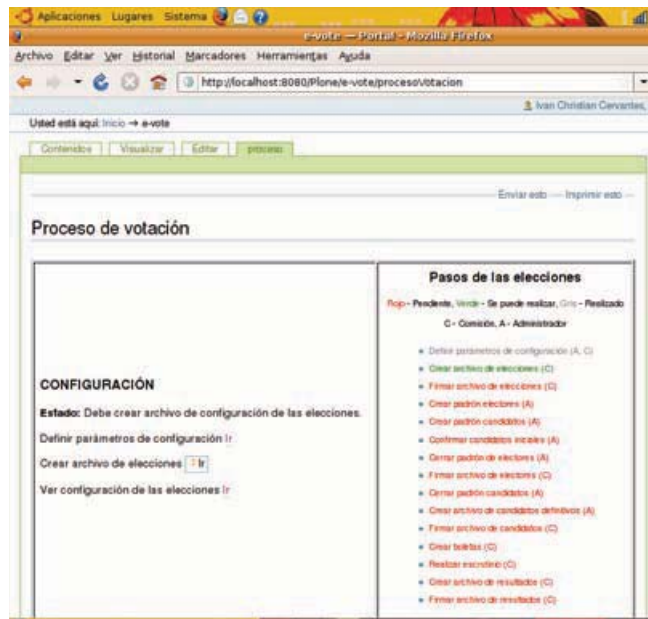 Aplicaciones Lugares Sistema
e-vote — Portal - Mozilla Firefox
Archivo Editar Ver Historial Marcadores Herramientas Ayuda
http://localhost:8080/Plone/e-vote/procesoVotacion
Ivan Christian Cervantes,
Usted está aquí: Inicio → e-vote
Contenidos Visualizar Editar proceso
Enviar esto — Imprimir esto —
Proceso de votación
CONFIGURACIÓN
Estado: Debe crear archivo de configuración de las elecciones.
Definir parámetros de configuración Ir
Crear archivo de elecciones Ir
Ver configuración de las elecciones Ir
Pasos de las elecciones
Rojo - Pendiente, Verde - Se puede realizar, Gris - Realizado
C - Comisión, A - Administrador
Definir parámetros de configuración (A, C)
Crear archivo de elecciones (C)
Firmar archivo de elecciones (C)
Crear padrón electores (A)
Crear padrón candidatos (A)
Confirmar candidatos iniciales (A)
Cerrar padrón de electores (A)
Firmar archivo de electores (C)
Cerrar padrón candidatos (A)
Crear archivo de candidatos definitivos (A)
Firmar archivo de candidatos (C)
Crear boletas (C)
Realizar escrutinio (C)
Crear archivo de resultados (C)
Firmar archivo de resultados (C)